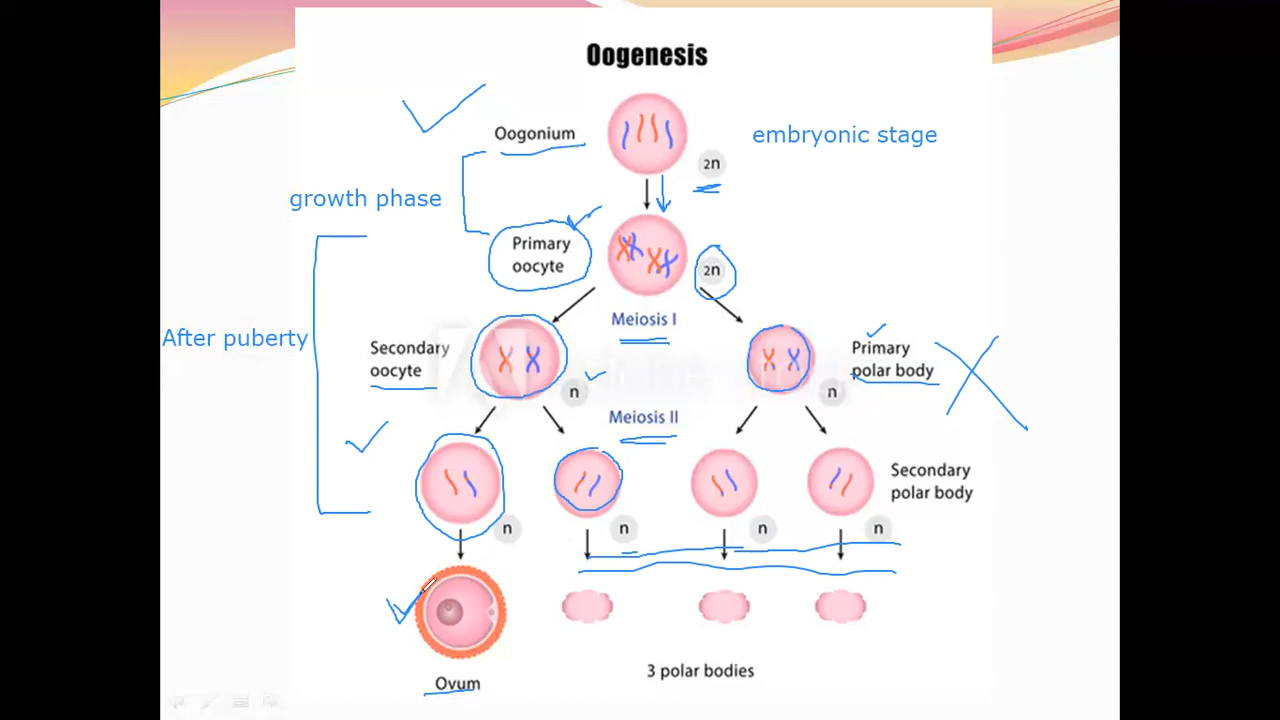 Oogenesis
Oogonium
embryonic stage
2n
growth phase
Primary
oocyte
2n
Meiosis I
After puberty
Secondary
oocyte
Primary
polar body
n
n
Meiosis II
Secondary
polar body
n
n
n
n
3 polar bodies
Ovum